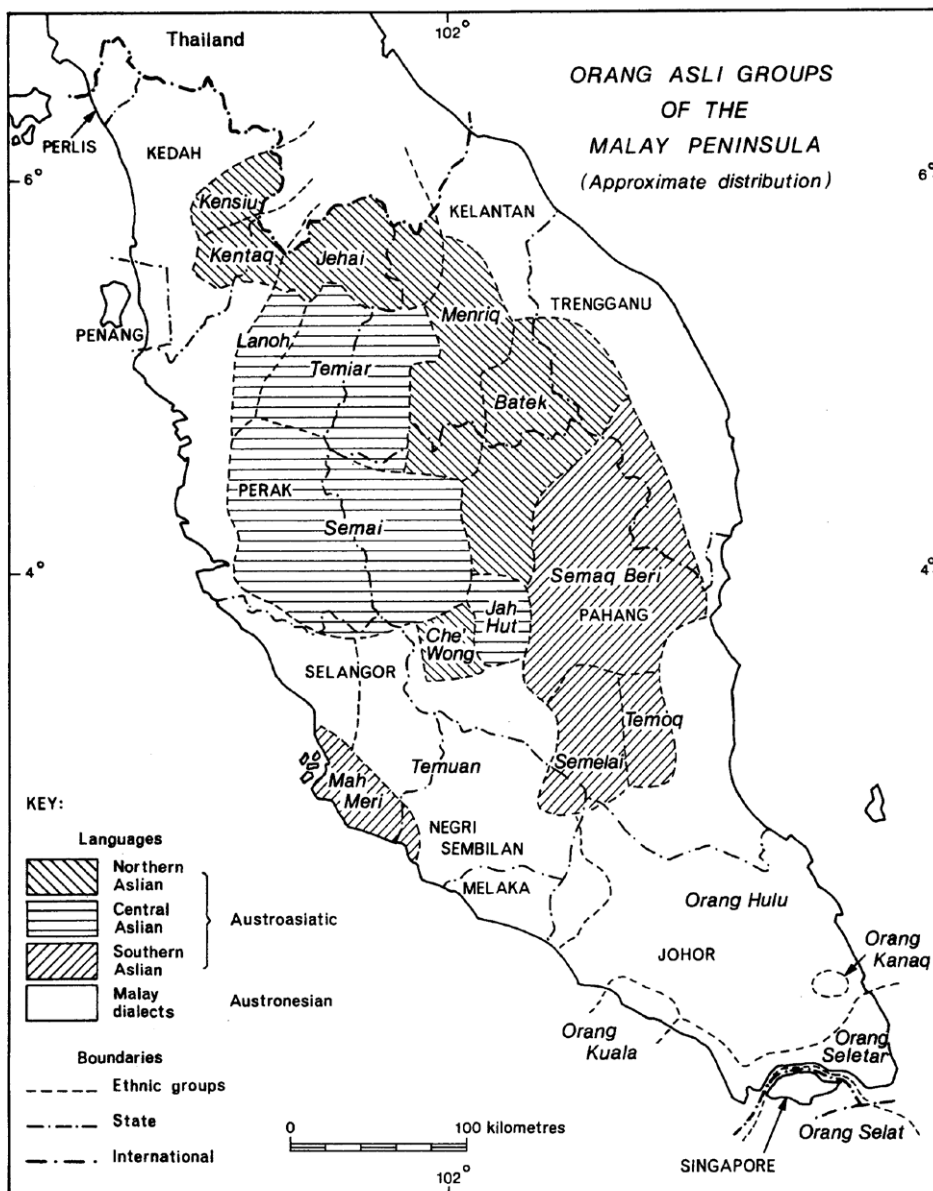 102°
Thailand
ORANG ASLI GROUPS
OF THE
MALAY PENINSULA
(Approximate distribution)
PERLIS
KEDAH
6°
6°
Kensiu
KELANTAN
Kentaq
Jehai
TRENGGANU
Menriq
PENANG
Lanoh
Temiar
Batek
PERAK
Semai
4°
4°
Semaq Beri
Jah
Hut
PAHANG
Che'
Wong
SELANGOR
Temoq
Temuan
Semelai
Mah
Meri
NEGRI
SEMBILAN
MELAKA
Orang Hulu
Orang
Kanaq
JOHOR
Orang
Kuala
Orang
Seletar
Orang Selat
SINGAPORE
KEY:
Languages
Northern
Aslian
Central
Aslian
Austroasiatic
Southern
Aslian
Malay
dialects
Austronesian
Boundaries
Ethnic groups
State
International
0
100 kilometres
102°